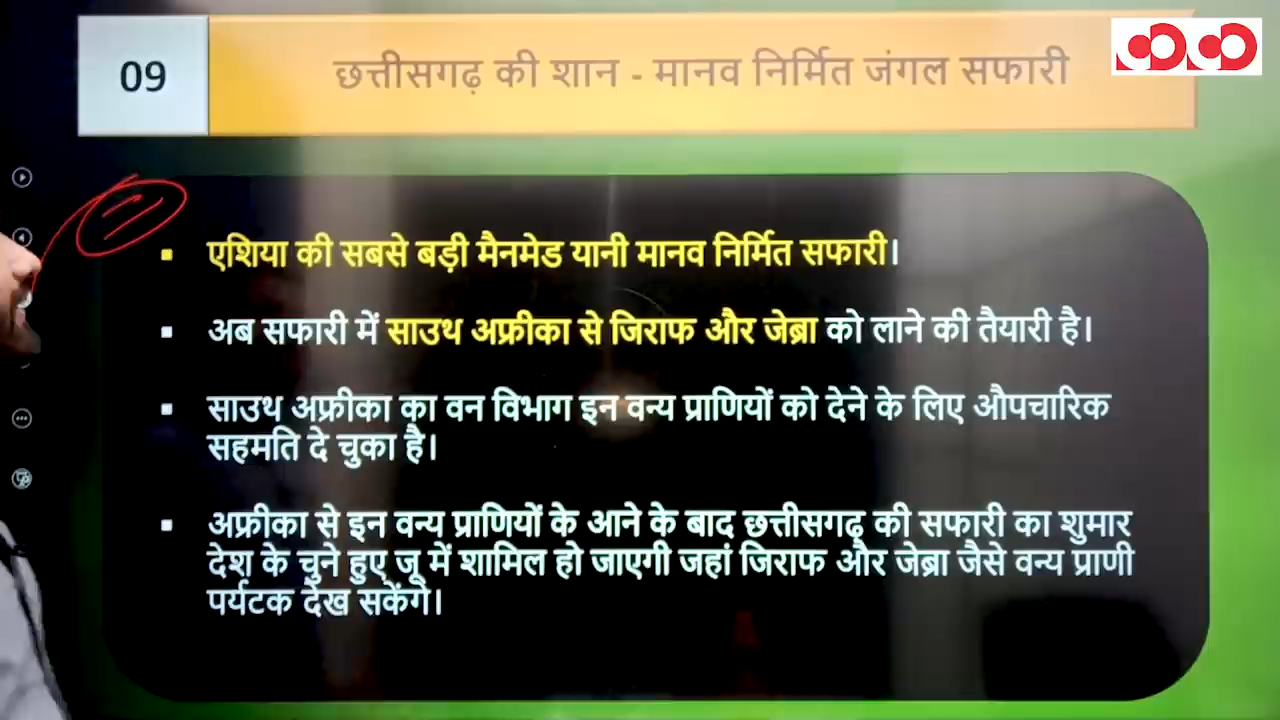 09
छत्तीसगढ़ की शान - मानव निर्मित जंगल सफारी
▪ एशिया की सबसे बड़ी मैनमेड यानी मानव निर्मित सफारी।
▪ अब सफारी में साउथ अफ्रीका से जिराफ और जेब्रा को लाने की तैयारी है।
▪ साउथ अफ्रीका का वन विभाग इन वन्य प्राणियों को देने के लिए औपचारिक
सहमति दे चुका है।
▪ अफ्रीका से इन वन्य प्राणियों के आने के बाद छत्तीसगढ़ की सफारी का शुमार
देश के चुने हुए जू में शामिल हो जाएगी जहां जिराफ और जेब्रा जैसे वन्य प्राणी
पर्यटक देख सकेंगे।